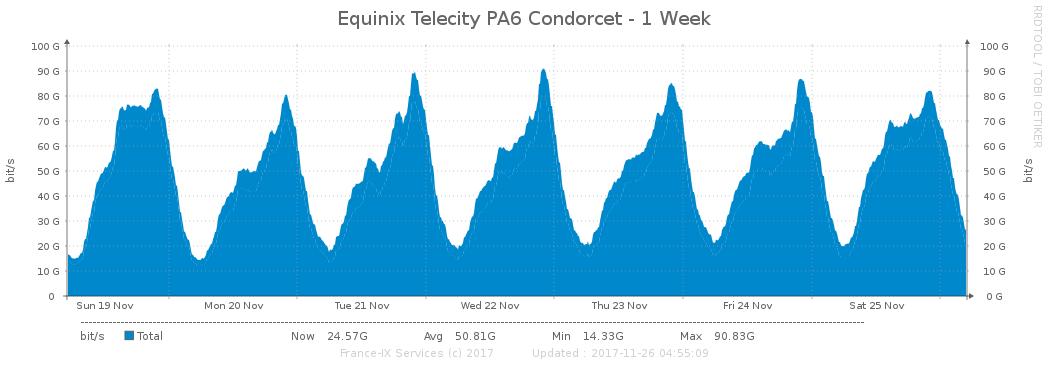 Equinix Telecity PA6 Condorcet - 1 Week
RRDTOOL / TOBI OETIKER
bit/s
bit/s
100 G 100 G
90 G 90 G
80 G 80 G
70 G 70 G
60 G 60 G
50 G 50 G
40 G 40 G
30 G 30 G
20 G 20 G
10 G 10 G
0 0 G
Sun 19 Nov Mon 20 Nov Tue 21 Nov Wed 22 Nov Thu 23 Nov Fri 24 Nov Sat 25 Nov
bit/s Total Now 24.57G Avg 50.81G Min 14.33G Max 90.83G
France-IX Services (c) 2017 Updated : 2017-11-26 04:55:09